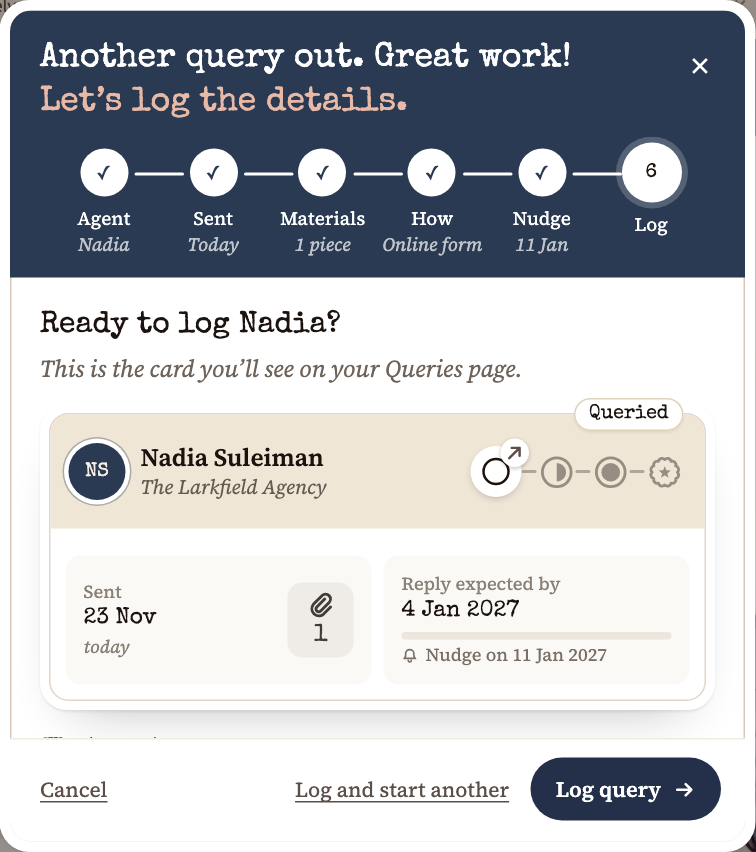 Another query out. Great work!
Let’s log the details.
6
Agent
Sent
Materials
How
Nudge
Log
Nadia
Today
1 piece
Online form
11 Jan
Ready to log Nadia?
This is the card you’ll see on your Queries page.
Queried
NS
Nadia Suleiman
The Larkfield Agency
Sent
23 Nov
today
1
Reply expected by
4 Jan 2027
Nudge on 11 Jan 2027
Cancel
Log and start another
Log query